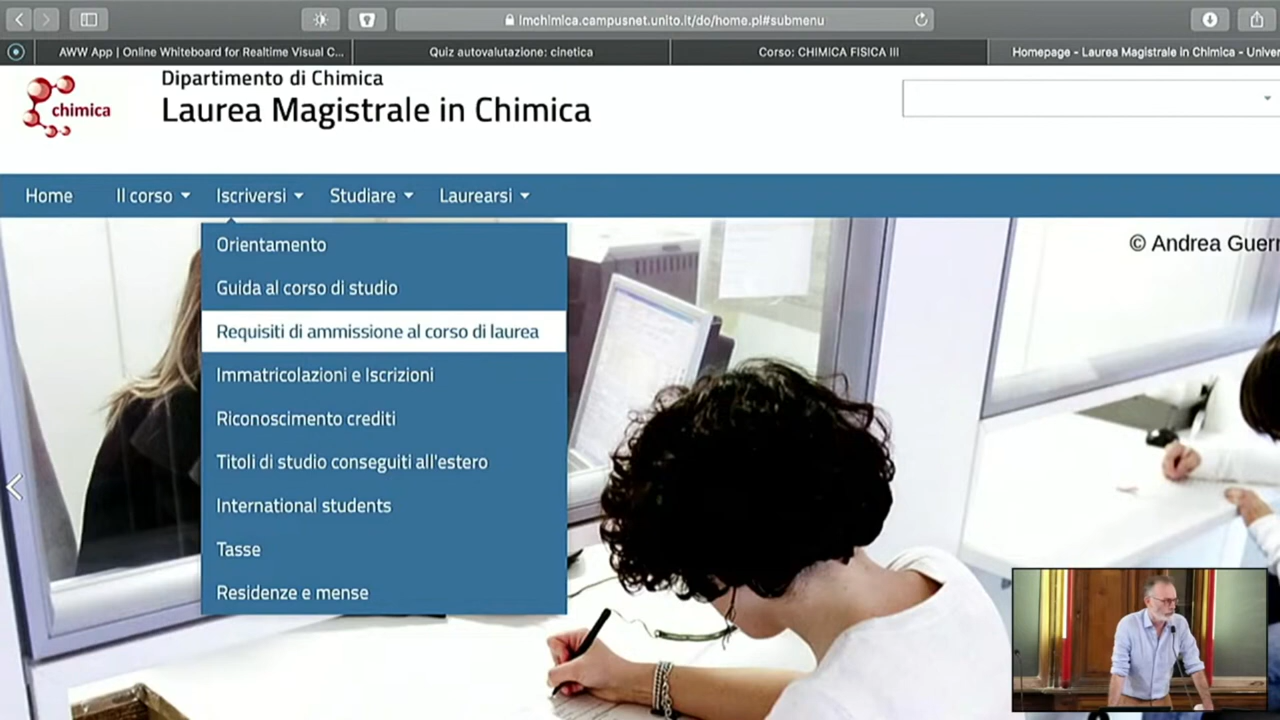 lmchimica.campusnet.unito.it/do/home.pl#submenu
AWW App | Online Whiteboard for Realtime Visual C...
Quiz autovalutazione: cinetica
Corso: CHIMICA FISICA III
Homepage - Laurea Magistrale in Chimica - Univer
chimica
Dipartimento di Chimica
Laurea Magistrale in Chimica
Home
Il corso
Iscriversi
Studiare
Laurearsi
Orientamento
Guida al corso di studio
Requisiti di ammissione al corso di laurea
Immatricolazioni e Iscrizioni
Riconoscimento crediti
Titoli di studio conseguiti all'estero
International students
Tasse
Residenze e mense
© Andrea Guerr